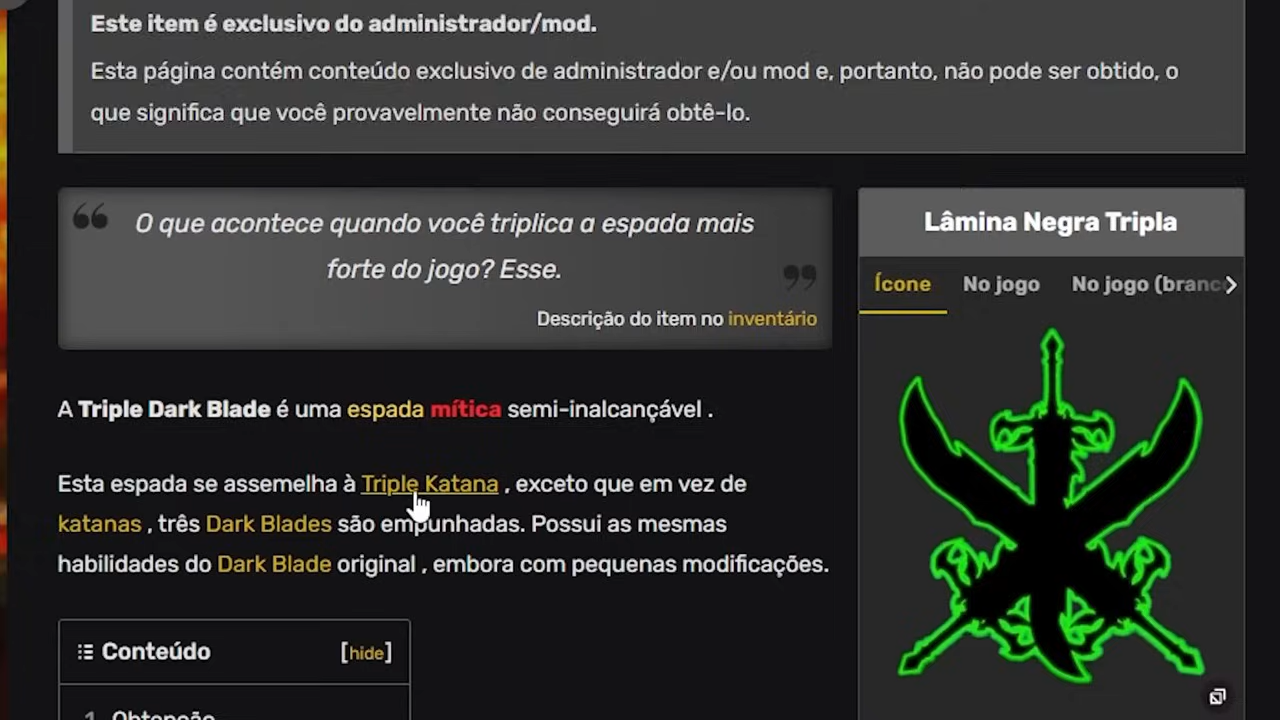 Este item é exclusivo do administrador/mod.
Esta página contém conteúdo exclusivo de administrador e/ou mod e, portanto, não pode ser obtido, o
que significa que você provavelmente não conseguirá obtê-lo.
O que acontece quando você triplica a espada mais
forte do jogo? Esse.
Descrição do item no inventário
A Triple Dark Blade é uma espada mítica semi-inalcançável .
Esta espada se assemelha à Triple Katana , exceto que em vez de
katanas , três Dark Blades são empunhadas. Possui as mesmas
habilidades do Dark Blade original , embora com pequenas modificações.
Conteúdo [hide]
1 Obtenção
Lâmina Negra Tripla
Ícone No jogo No jogo (branc